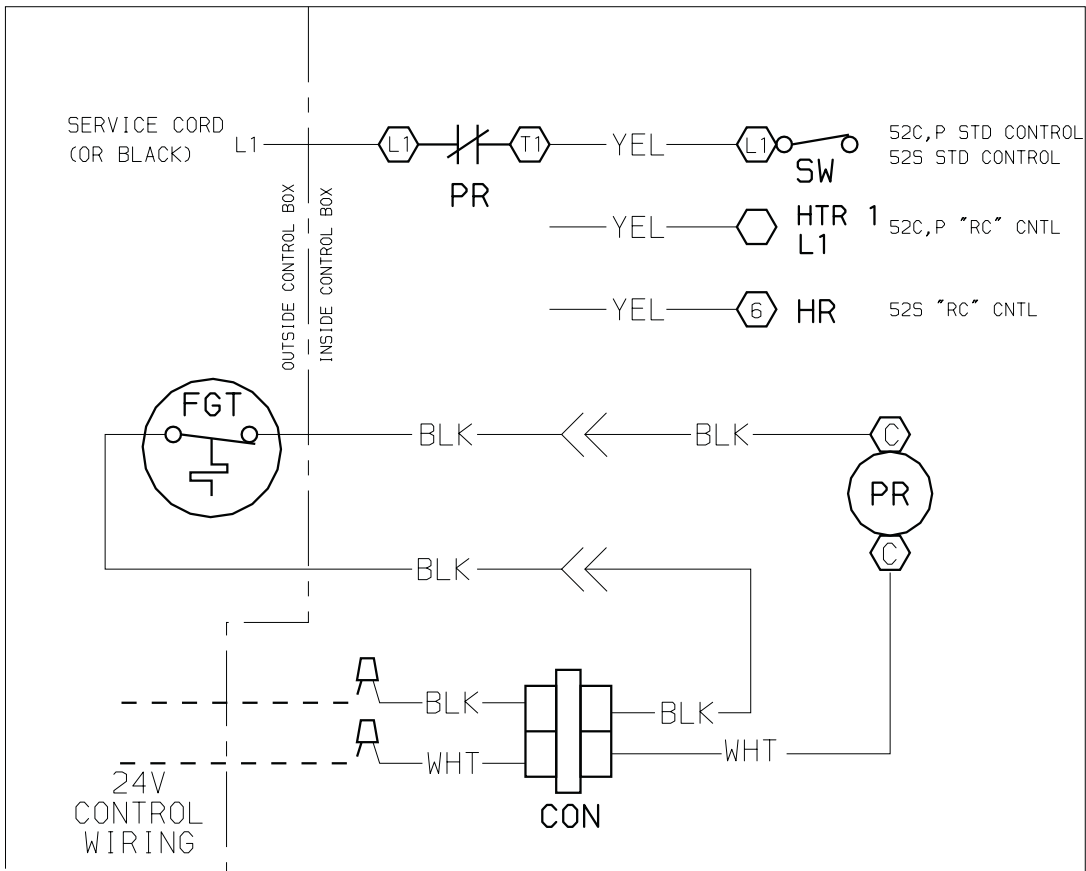 SERVICE CORD
(OR BLACK)
L1
L1
PR
T1
YEL
L1
SW
52C,P STD CONTROL
52S STD CONTROL
YEL
HTR 1
L1
52C,P "RC" CNTL
YEL
6
HR
52S "RC" CNTL
OUTSIDE CONTROL BOX
INSIDE CONTROL BOX
FGT
BLK
BLK
C
PR
C
BLK
BLK
BLK
WHT
WHT
CON
24V
CONTROL
WIRING